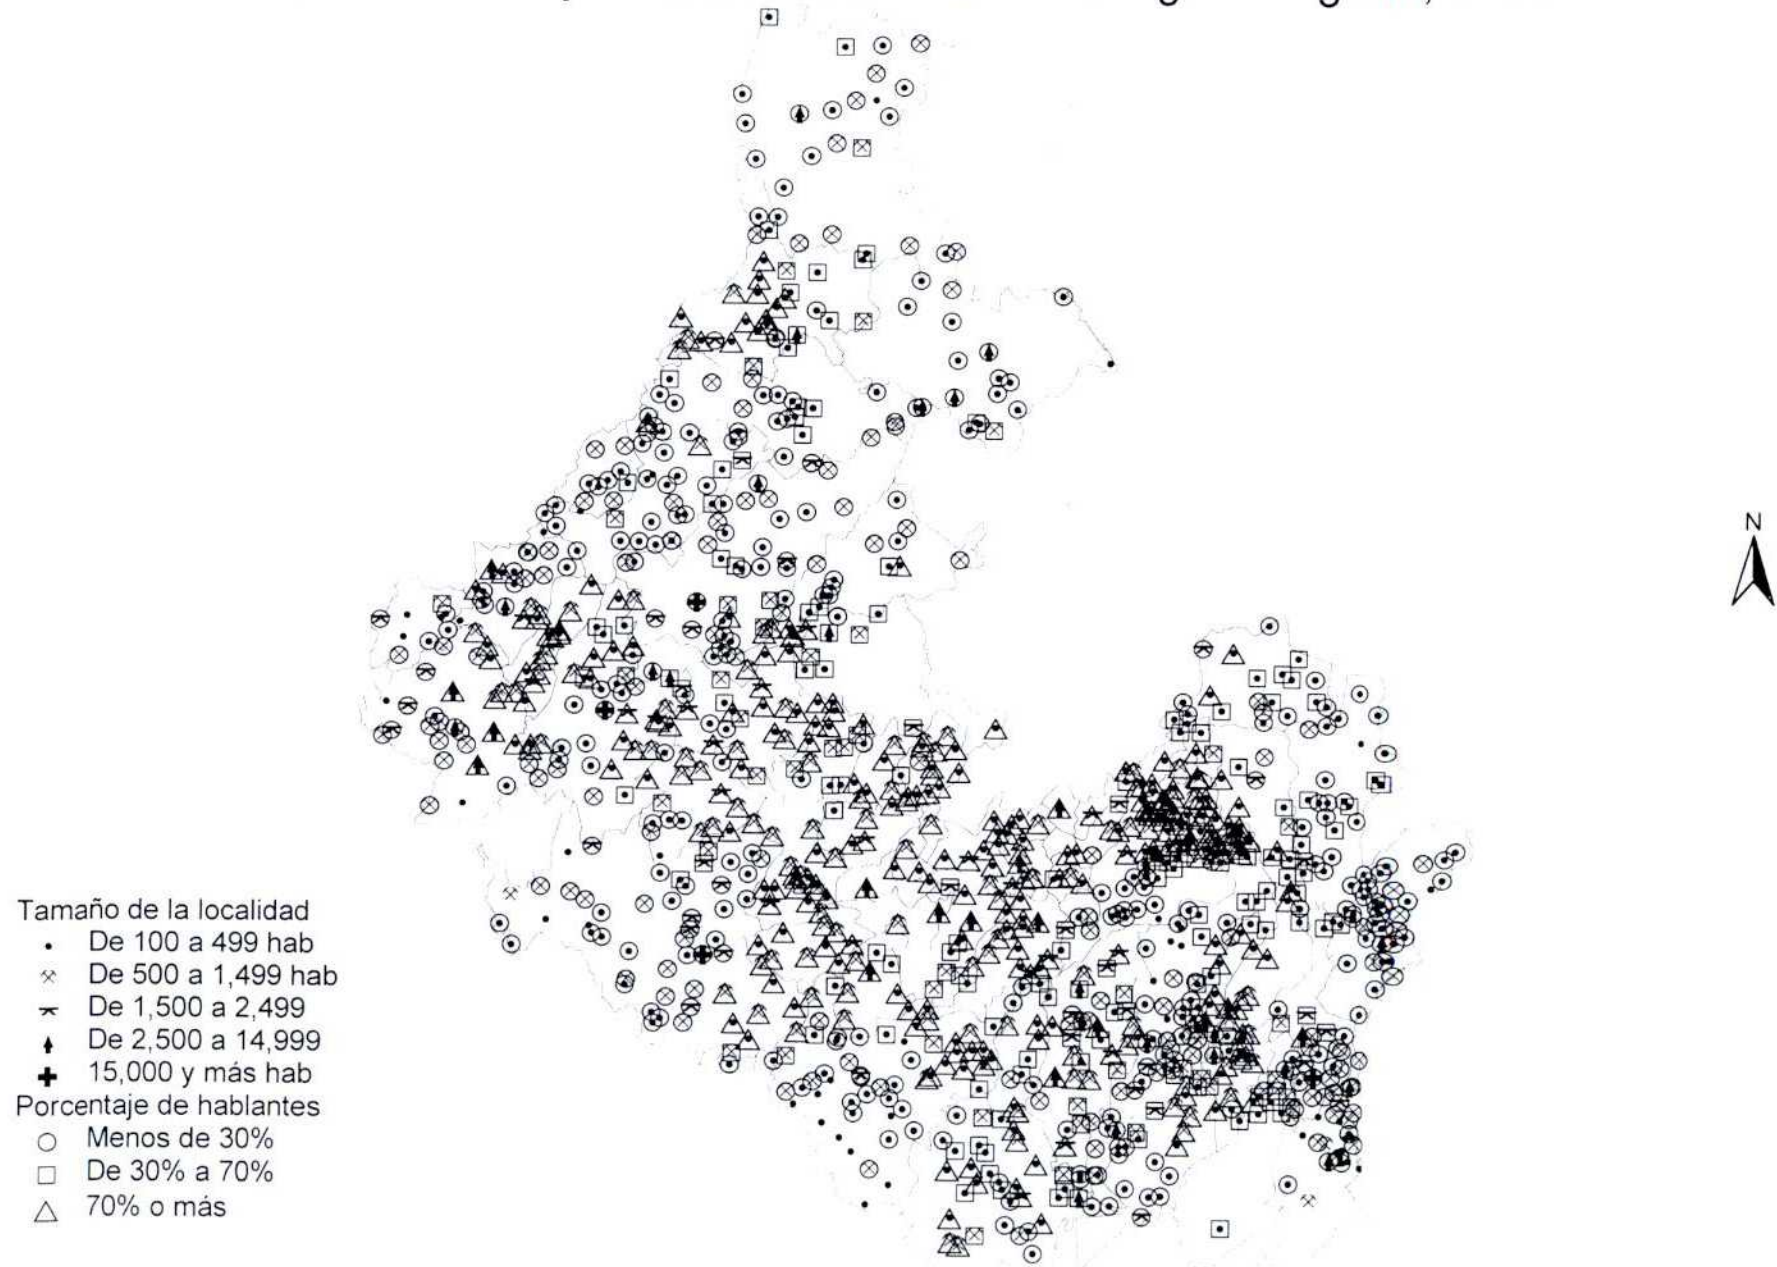 N
Tamaño de la localidad
De 100 a 499 hab
De 500 a 1,499 hab
De 1,500 a 2,499
De 2,500 a 14,999
15,000 y más hab
Porcentaje de hablantes
Menos de 30%
De 30% a 70%
70% o más